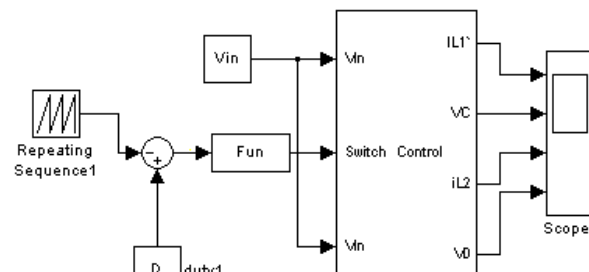 Repeating
Sequence1
Vin
Fun
D
duty1
Vin
Switch Control
Vin
IL1`
VC
iL2
V0
Scope